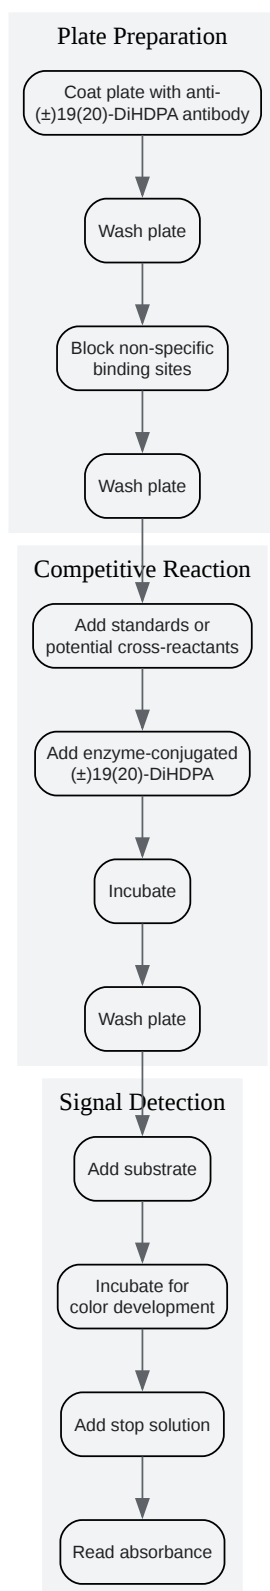 Plate Preparation
Coat plate with anti-
(±)19(20)-DiHDPA antibody
Wash plate
Block non-specific
binding sites
Wash plate
Competitive Reaction
Add standards or
potential cross-reactants
Add enzyme-conjugated
(±)19(20)-DiHDPA
Incubate
Wash plate
Signal Detection
Add substrate
Incubate for
color development
Add stop solution
Read absorbance